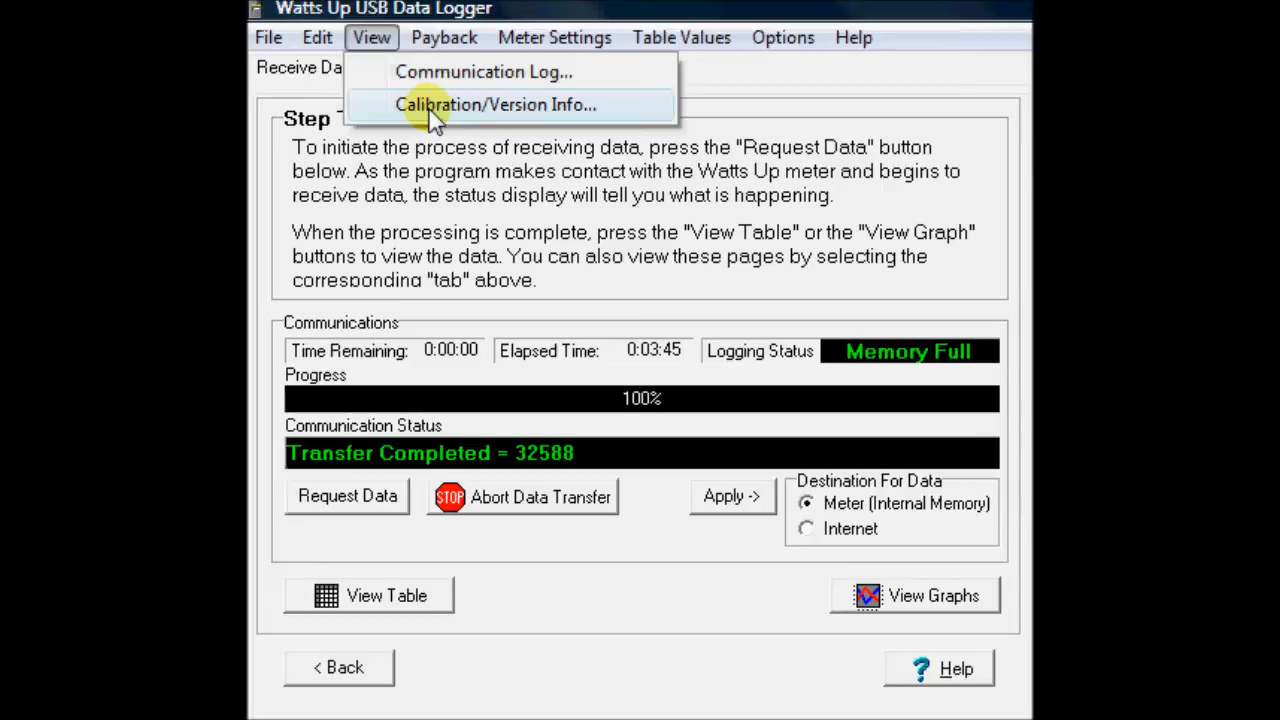 Watts Up USB Data Logger
File Edit View Payback Meter Settings Table Values Options Help
Receive Da
Communication Log...
Calibration/Version Info...
Step
To initiate the process of receiving data, press the "Request Data" button
below. As the program makes contact with the Watts Up meter and begins to
receive data, the status display will tell you what is happening.
When the processing is complete, press the "View Table" or the "View Graph"
buttons to view the data. You can also view these pages by selecting the
corresponding "tab" above.
Communications
Time Remaining: 0:00:00 Elapsed Time: 0:03:45 Logging Status Memory Full
Progress
100%
Communication Status
Transfer Completed = 32588
Request Data STOP Abort Data Transfer Apply ->
Destination For Data
Meter (Internal Memory)
Internet
View Table View Graphs
< Back ? Help